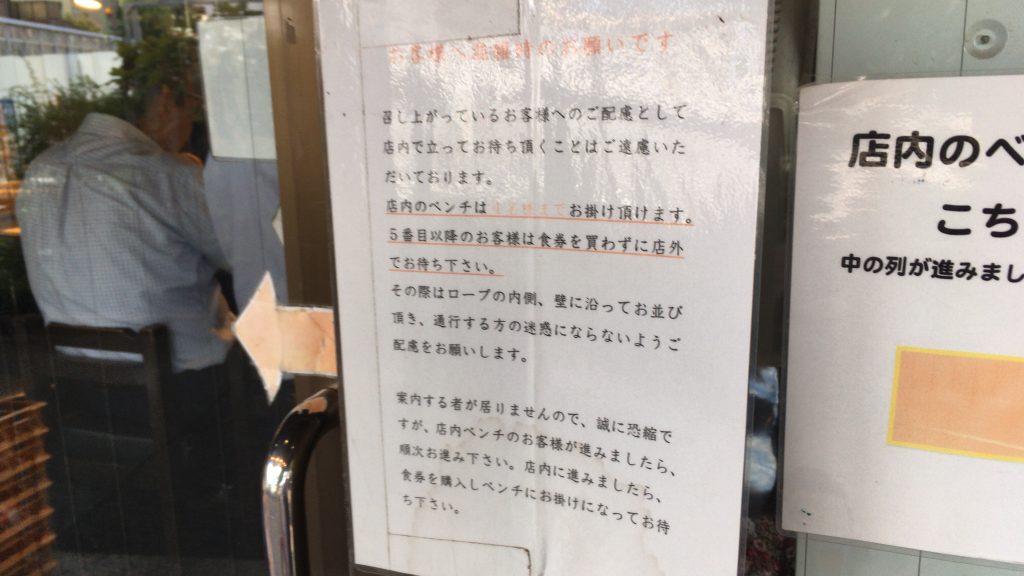 お客様へ混雑時のお願いです
召し上がっているお客様へのご配慮として
店内で立ってお待ち頂くことはご遠慮いた
だいております。
店内のベンチは４名様までお掛け頂けます。
５番目以降のお客様は食券を買わずに店外
でお待ち下さい。
その際はロープの内側、壁に沿ってお並び
頂き、通行する方の迷惑にならないようご
配慮をお願いします。
案内する者が居りませんので、誠に恐縮で
すが、店内ベンチのお客様が進みましたら、
順次お進み下さい。店内に進みましたら、
食券を購入しベンチにお掛けになってお待
ち下さい。
店内のベ
こち
中の列が進みまし